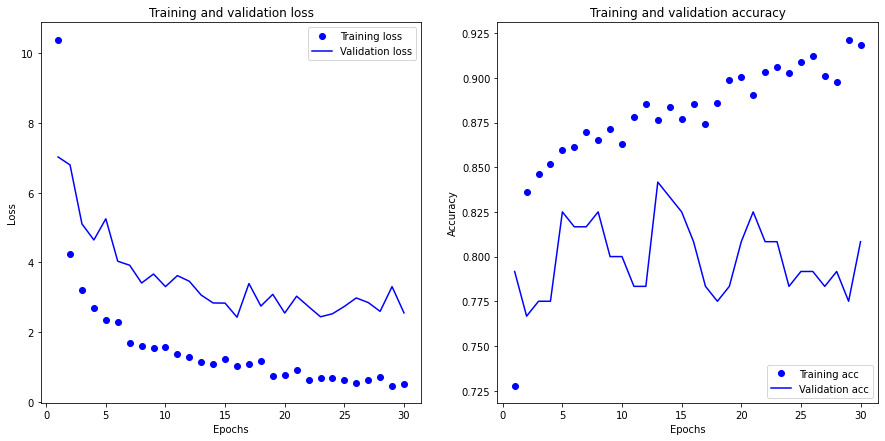 Training and validation loss
Training loss
Validation loss
10
8
6
4
2
0
Loss
0 5 10 15 20 25 30
Epochs
Training and validation accuracy
0.925
0.900
0.875
0.850
0.825
0.800
0.775
0.750
0.725
Accuracy
Training acc
Validation acc
0 5 10 15 20 25 30
Epochs